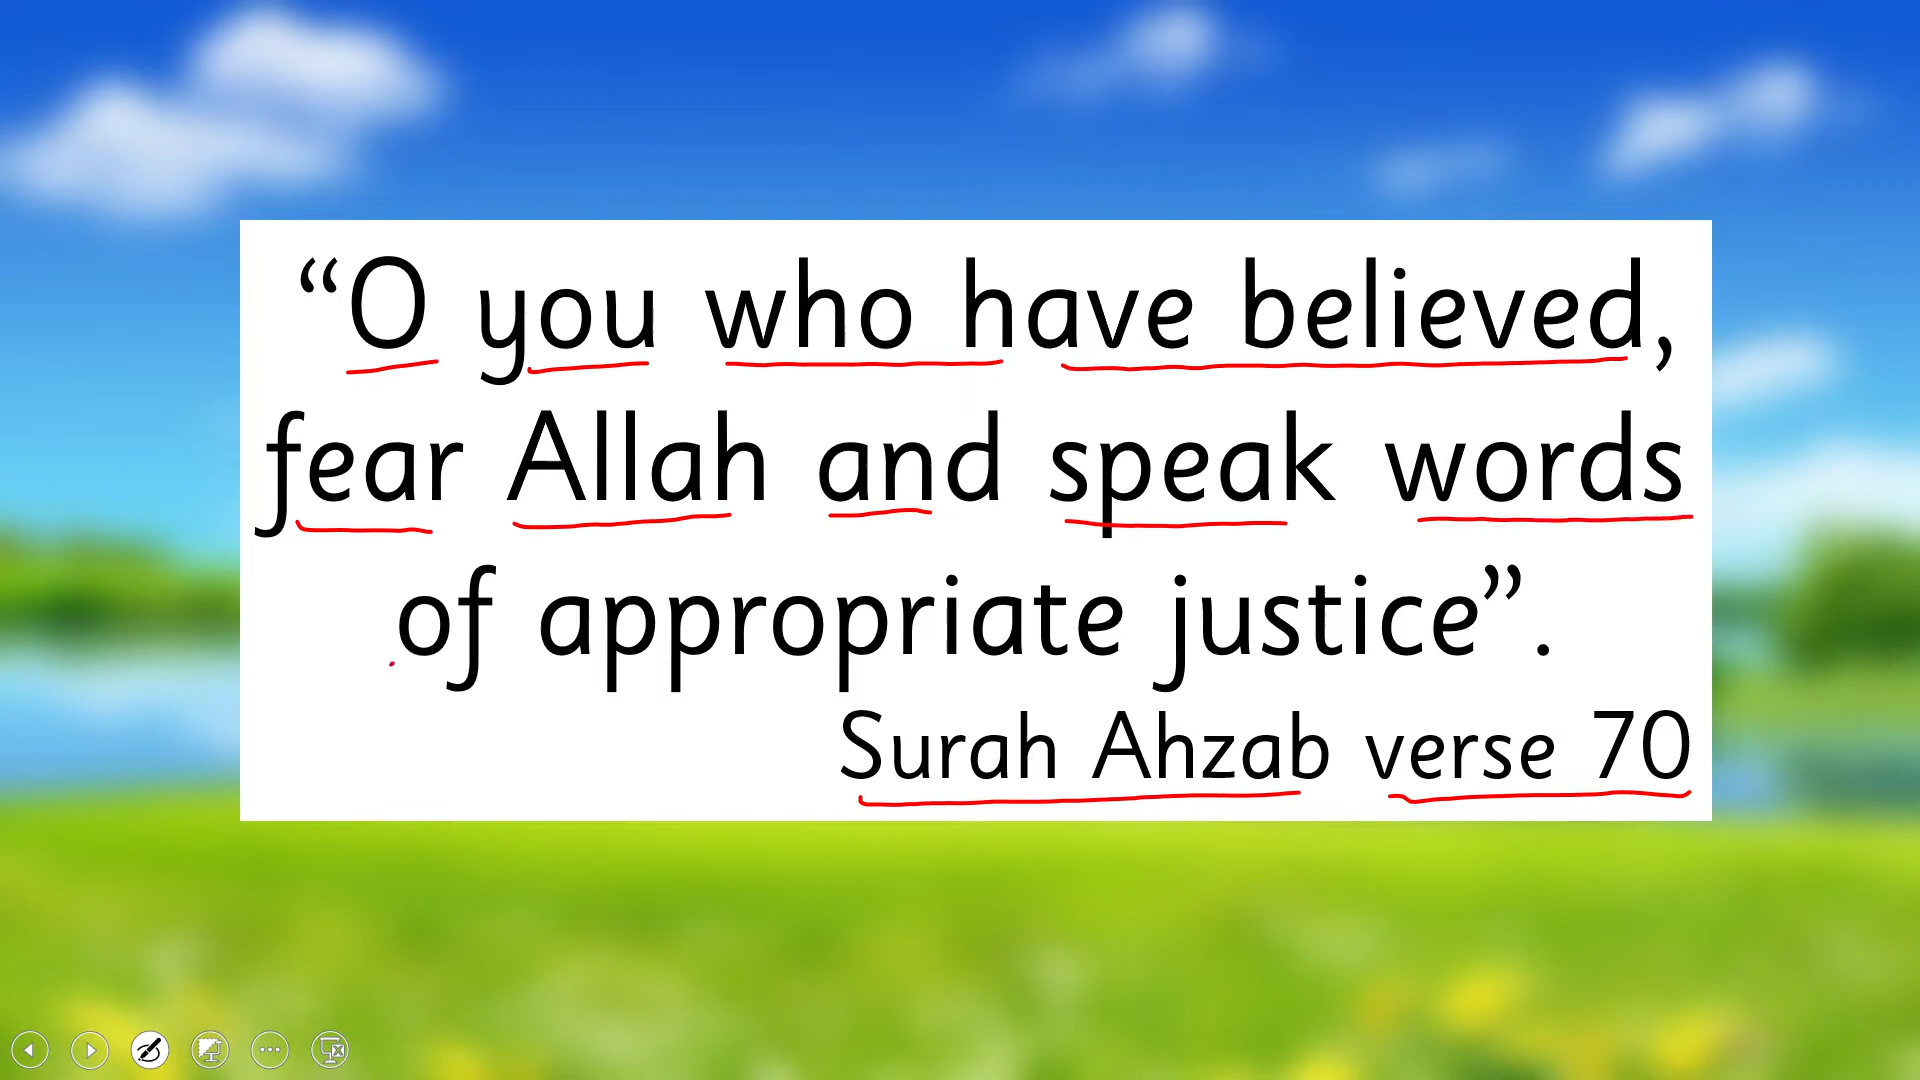 “O you who have believed,
fear Allah and speak words
of appropriate justice”.
Surah Ahzab verse 70